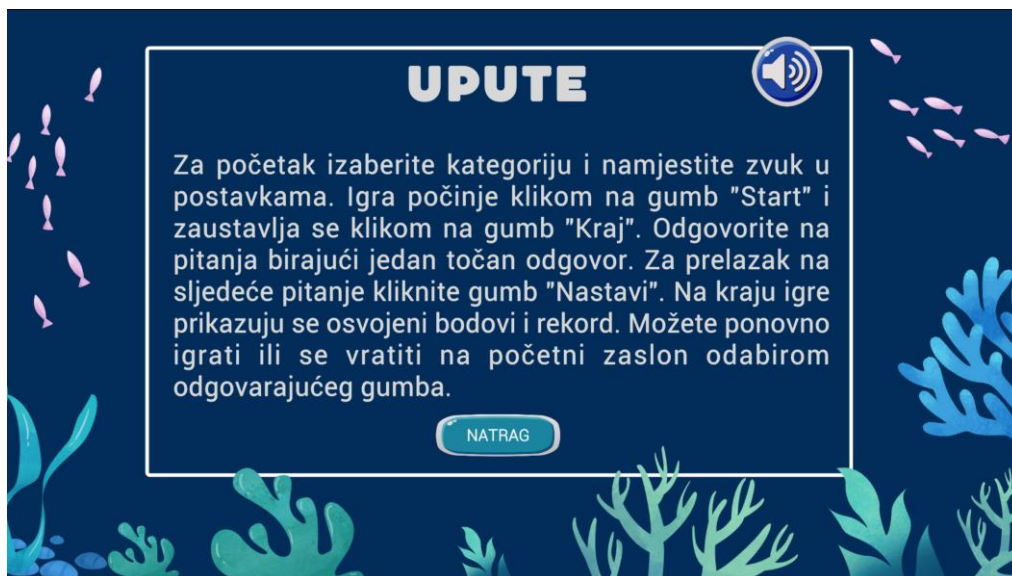 UPUTE
Za početak izaberite kategoriju i namjestite zvuk u
postavkama. Igra počinje klikom na gumb "Start" i
zaustavlja se klikom na gumb "Kraj". Odgovorite na
pitanja birajući jedan točan odgovor. Za prelazak na
sljedeće pitanje kliknite gumb "Nastavi". Na kraju igre
prikazuju se osvojeni bodovi i rekord. Možete ponovno
igrati ili se vratiti na početni zaslon odabirom
odgovarajućeg gumba.
NATRAG